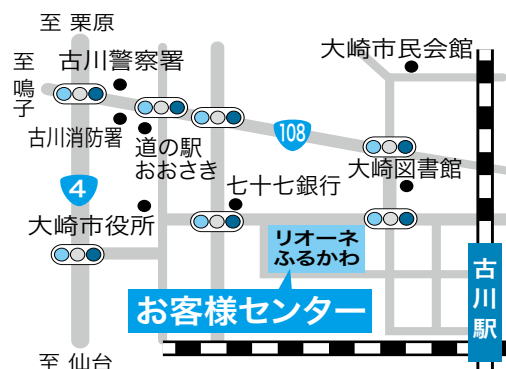 至 栗原
至 鳴子
古川警察署
大崎市民会館
古川消防署
道の駅
おおさき
108
大崎図書館
4
七十七銀行
大崎市役所
リオーネ
ふるかわ
お客様センター
古川駅
至 仙台